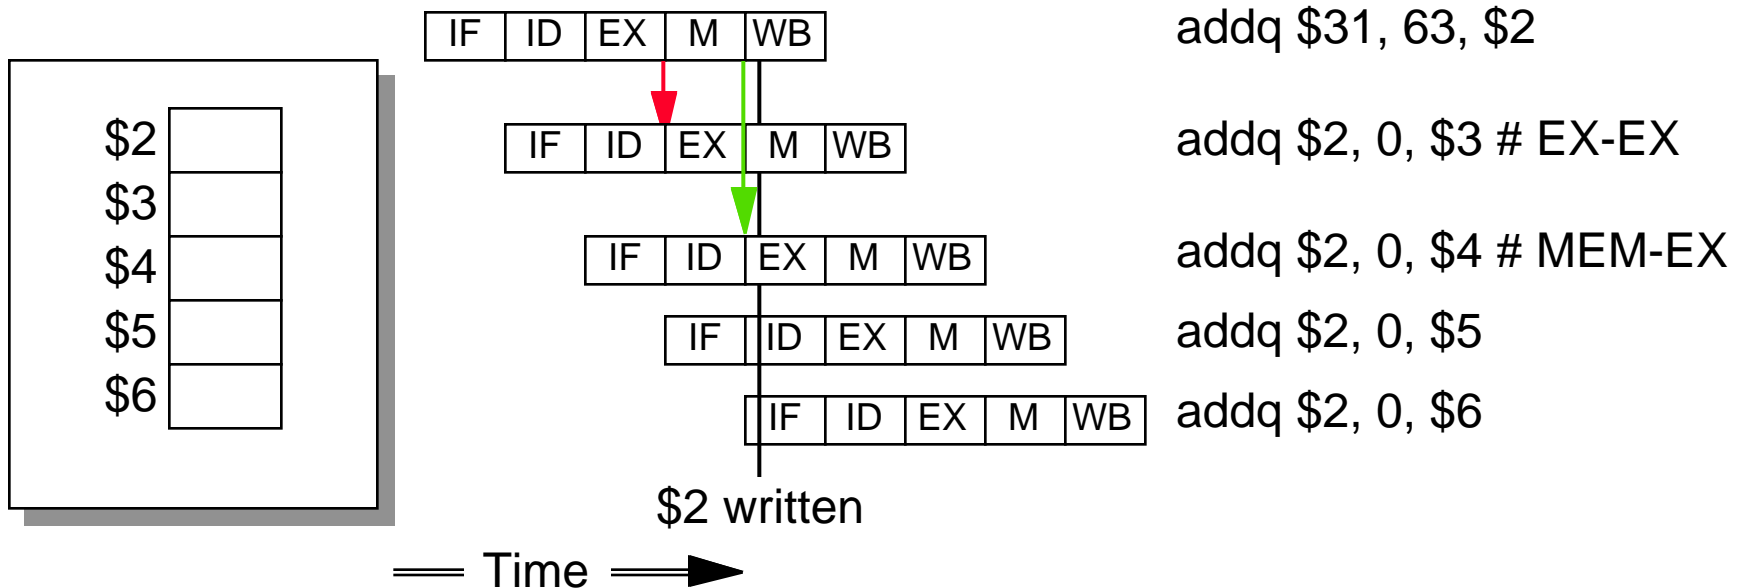 IF ID EX M WB addq $31, 63, $2
$2 IF ID EX M WB addq $2, 0, $3 # EX-EX
$3
$4 IF ID EX M WB addq $2, 0, $4 # MEM-EX
$5 IF ID EX M WB addq $2, 0, $5
$6 IF ID EX M WB addq $2, 0, $6
$2 written
Time